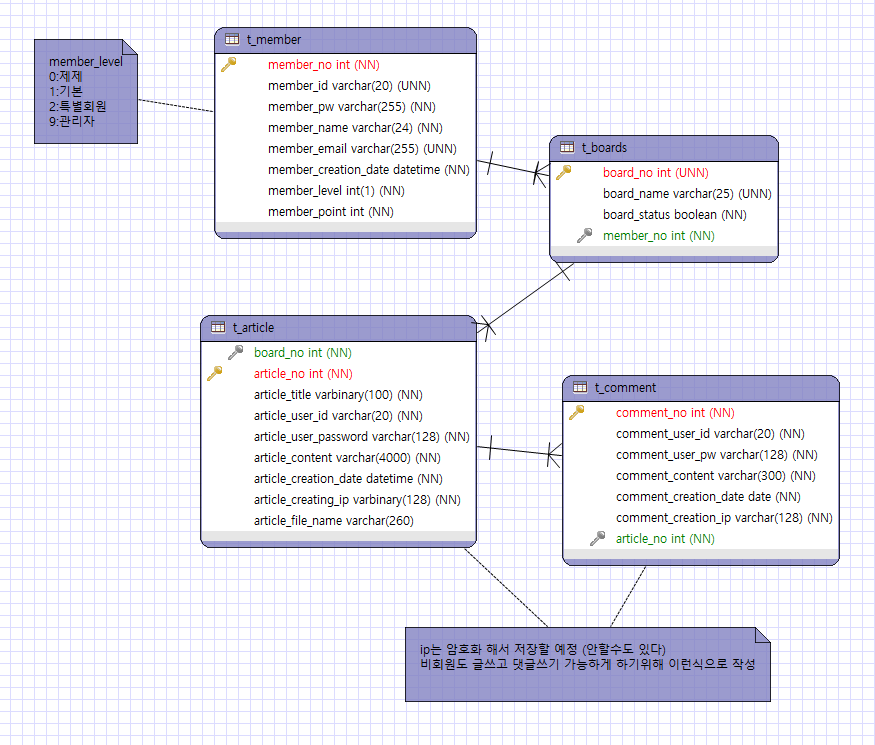 member_level
0:제제
1:기본
2:특별회원
9:관리자
t_member
member_no int (NN)
member_id varchar(20) (UNN)
member_pw varchar(255) (NN)
member_name varchar(24) (NN)
member_email varchar(255) (UNN)
member_creation_date datetime (NN)
member_level int(1) (NN)
member_point int (NN)
t_boards
board_no int (UNN)
board_name varchar(25) (UNN)
board_status boolean (NN)
member_no int (NN)
t_article
board_no int (NN)
article_no int (NN)
article_title varbinary(100) (NN)
article_user_id varchar(20) (NN)
article_user_password varchar(128) (NN)
article_content varchar(4000) (NN)
article_creation_date datetime (NN)
article_creating_ip varbinary(128) (NN)
article_file_name varchar(260)
t_comment
comment_no int (NN)
comment_user_id varchar(20) (NN)
comment_user_pw varchar(128) (NN)
comment_content varchar(300) (NN)
comment_creation_date date (NN)
comment_creation_ip varchar(128) (NN)
article_no int (NN)
ip는 암호화 해서 저장할 예정 (안할수도 있다)
비회원도 글쓰고 댓글쓰기 가능하게 하기위해 이런식으로 작성